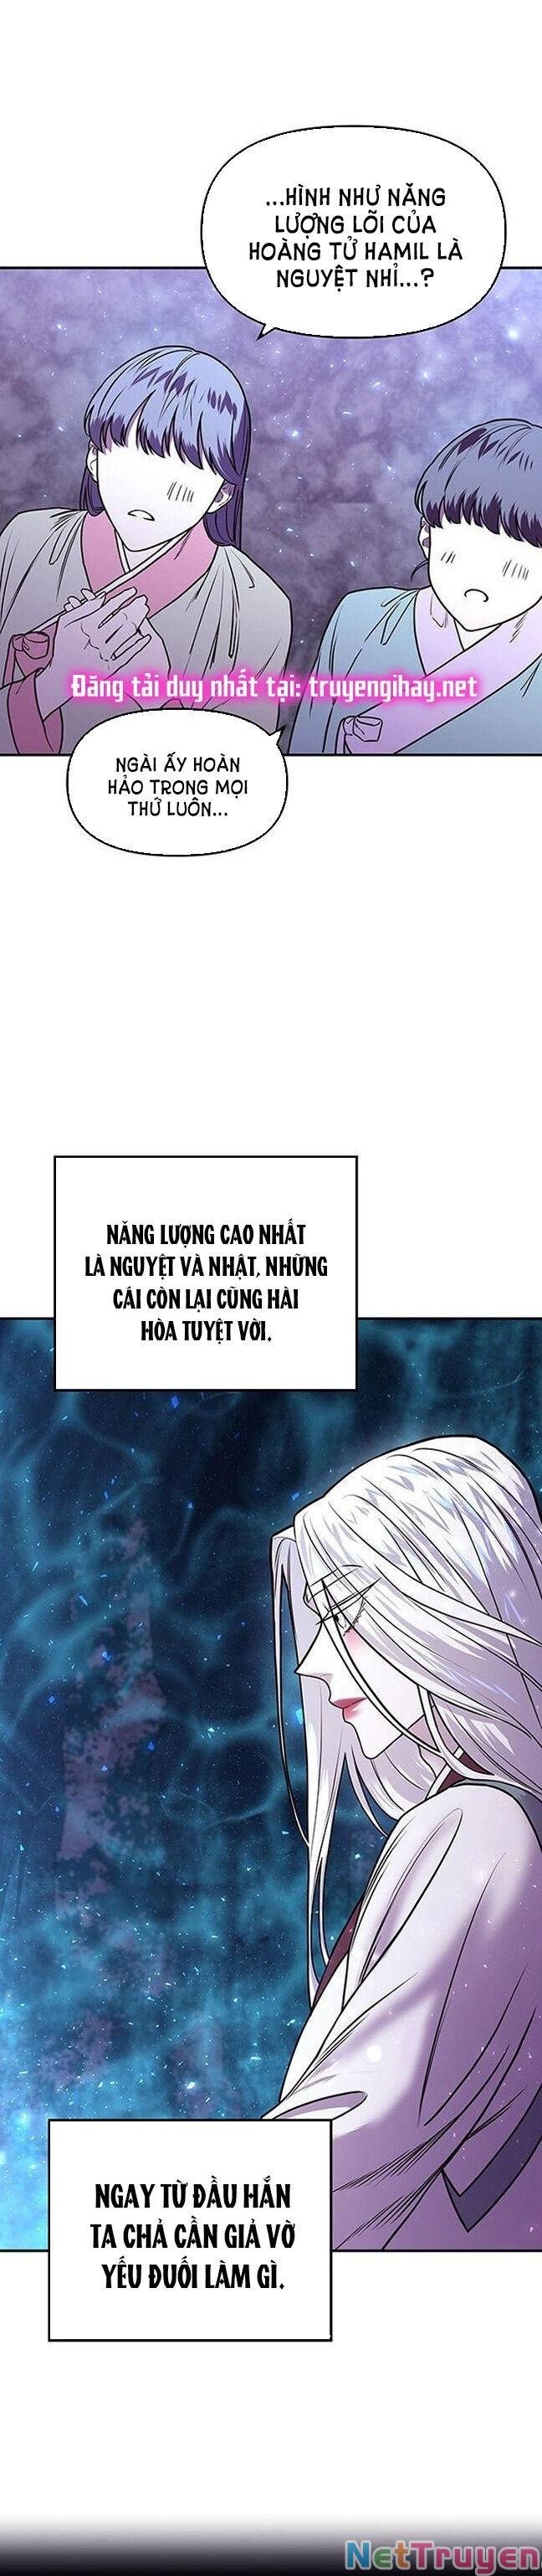 ...HÌNH NHƯ NĂNG
LƯỢNG LÕI CỦA
HOÀNG TỬ HAMIL LÀ
NGUYỆT NHỈ...?
Đăng tải duy nhất tại: truyengihay.net
NGÀI ẤY HOÀN
HẢO TRONG MỌI
THỨ LUÔN...
NĂNG LƯỢNG CAO NHẤT
LÀ NGUYỆT VÀ NHẬT, NHỮNG
CÁI CÒN LẠI CŨNG HÀI
HÒA TUYỆT VỜI.
NGAY TỪ ĐẦU HẮN
TA CHẢ CẦN GIẢ VỜ
YẾU ĐUỐI LÀM GÌ.
NetTruyen